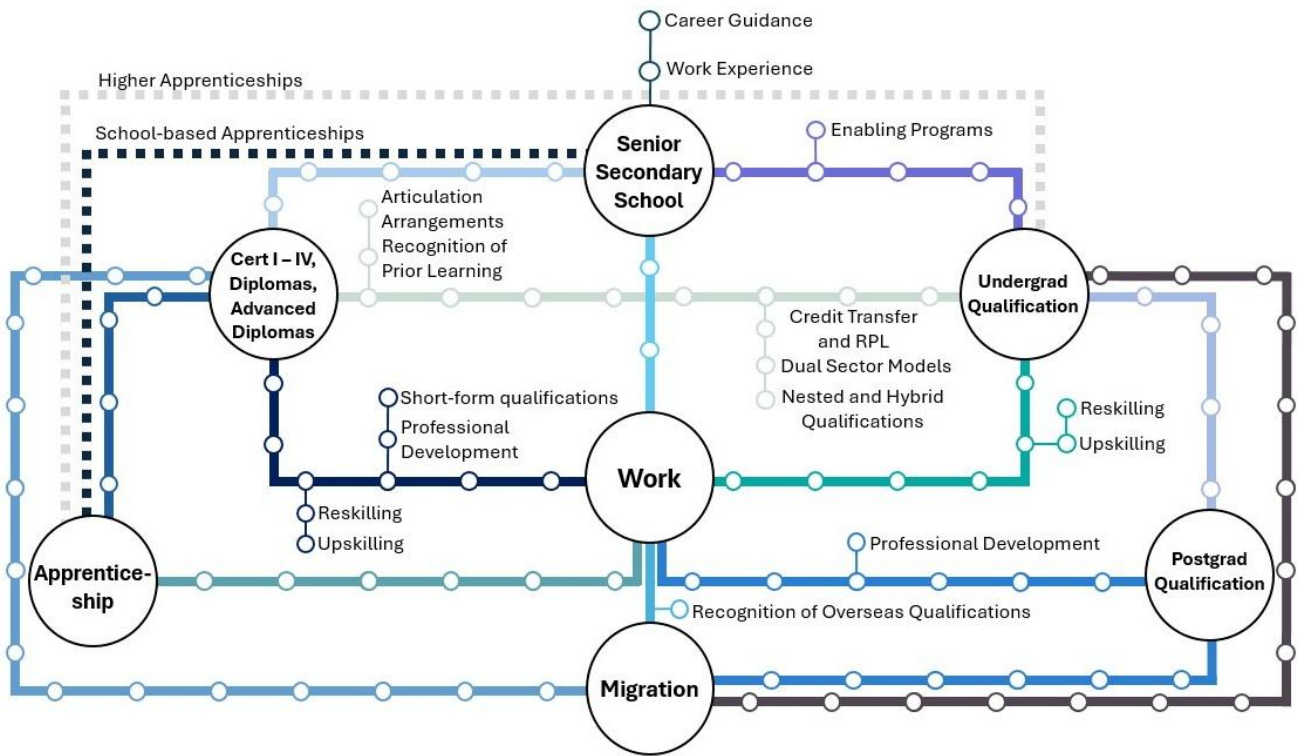 Career Guidance
Work Experience
Higher Apprenticeships
School-based Apprenticeships
Senior
Secondary
School
Enabling Programs
Articulation
Arrangements
Recognition of
Prior Learning
Cert I – IV,
Diplomas,
Advanced
Diplomas
Undergrad
Qualification
Credit Transfer
and RPL
Dual Sector Models
Nested and Hybrid
Qualifications
Short-form qualifications
Professional
Development
Reskilling
Upskilling
Work
Reskilling
Upskilling
Apprentice-
ship
Professional Development
Postgrad
Qualification
Recognition of Overseas Qualifications
Migration